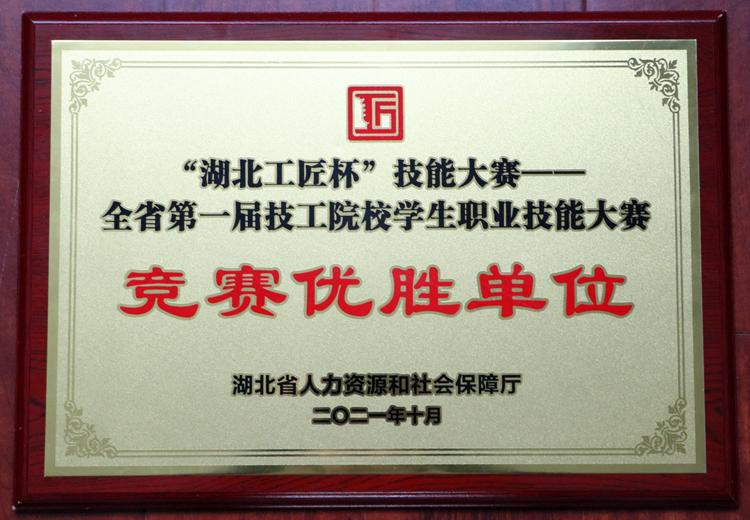 “湖北工匠杯”技能大赛——
全省第一届技工院校学生职业技能大赛
竞赛优胜单位
湖北省人力资源和社会保障厅
二〇二一年十月